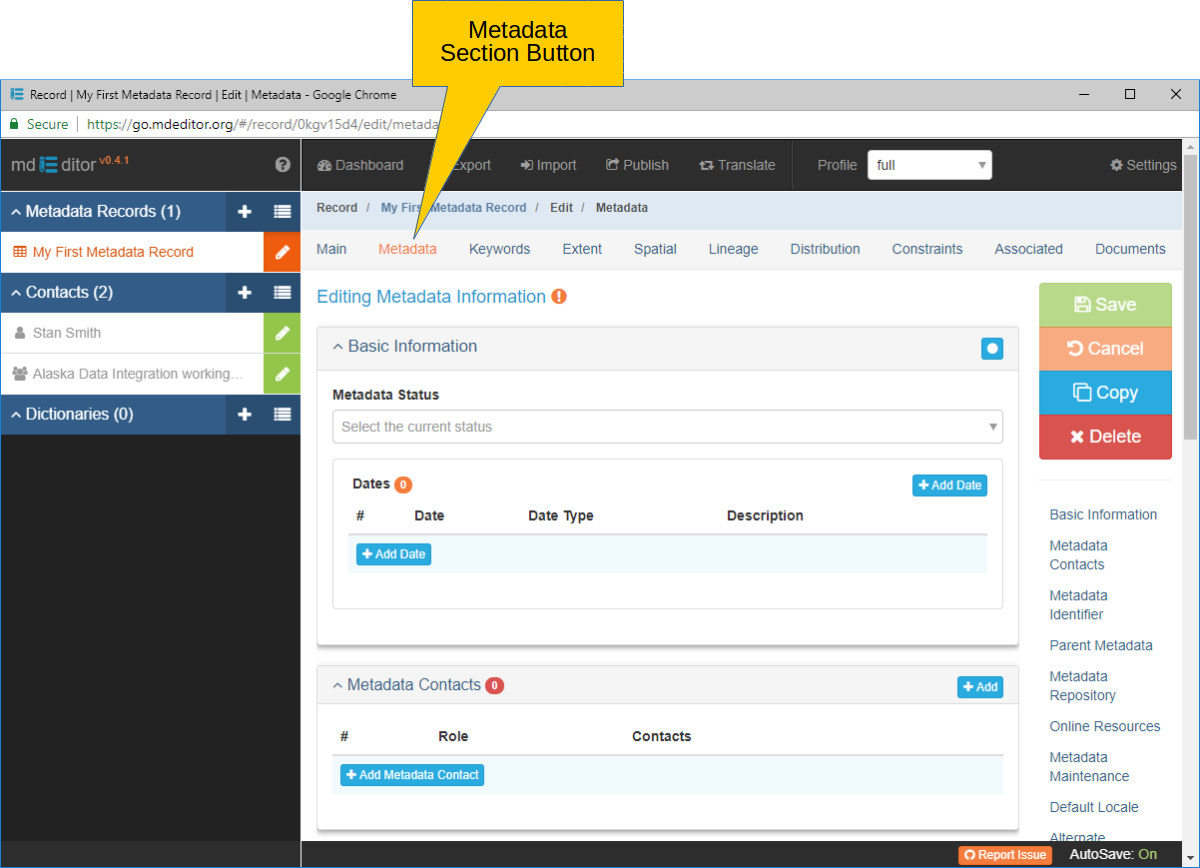 Metadata
Section Button
Record | My First Metadata Record | Edit | Metadata - Google Chrome
Secure | https://go.mdeditor.org/#/record/0kgv15d4/edit/metada
md ditor v0.4.1
Dashboard Export Import Publish Translate Profile full Settings
Metadata Records (1)
My First Metadata Record
Contacts (2)
Stan Smith
Alaska Data Integration working...
Dictionaries (0)
Record / My First Metadata Record / Edit / Metadata
Main Metadata Keywords Extent Spatial Lineage Distribution Constraints Associated Documents
Editing Metadata Information
Basic Information
Metadata Status
Select the current status
Dates 0 Add Date
# Date Date Type Description
Add Date
Metadata Contacts 0 Add
# Role Contacts
Add Metadata Contact
Save
Cancel
Copy
Delete
Basic Information
Metadata
Contacts
Metadata
Identifier
Parent Metadata
Metadata
Repository
Online Resources
Metadata
Maintenance
Default Locale
Alternate
Report Issue AutoSave: On